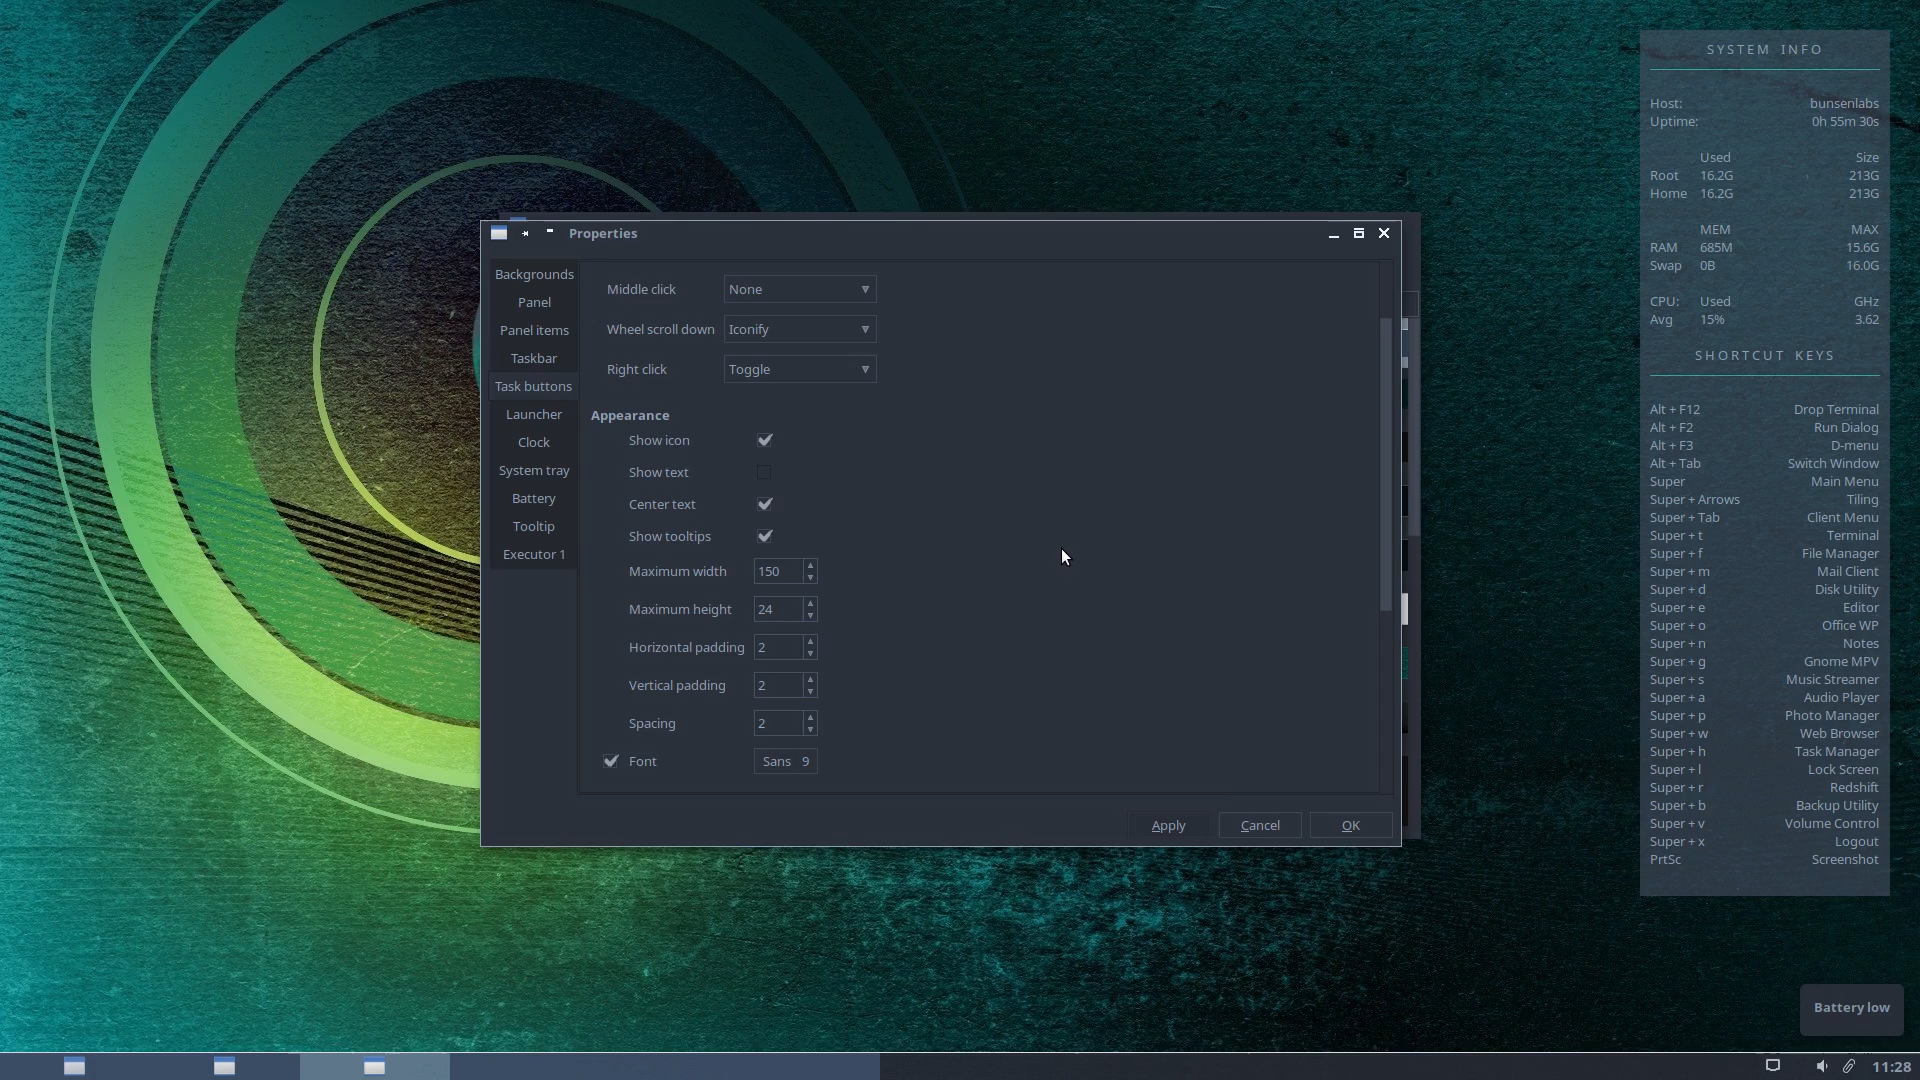 Properties
Backgrounds
Panel
Panel items
Taskbar
Task buttons
Launcher
Clock
System tray
Battery
Tooltip
Executor 1
Middle click None
Wheel scroll down Iconify
Right click Toggle
Appearance
Show icon
Show text
Center text
Show tooltips
Maximum width 150
Maximum height 24
Horizontal padding 2
Vertical padding 2
Spacing 2
Font Sans 9
Apply Cancel OK
SYSTEM INFO
Host: bunsenlabs
Uptime: 0h 55m 30s
Used Size
Root 16.2G 213G
Home 16.2G 213G
MEM MAX
RAM 685M 15.6G
Swap 0B 16.0G
CPU: Used GHz
Avg 15% 3.62
SHORTCUT KEYS
Alt + F12 Drop Terminal
Alt + F2 Run Dialog
Alt + F3 D-menu
Alt + Tab Switch Window
Super Main Menu
Super + Arrows Tiling
Super + Tab Client Menu
Super + t Terminal
Super + f File Manager
Super + m Mail Client
Super + d Disk Utility
Super + e Editor
Super + o Office WP
Super + n Notes
Super + g Gnome MPV
Super + s Music Streamer
Super + a Audio Player
Super + p Photo Manager
Super + w Web Browser
Super + h Task Manager
Super + l Lock Screen
Super + r Redshift
Super + b Backup Utility
Super + v Volume Control
Super + x Logout
PrtSc Screenshot
Battery low
11:28